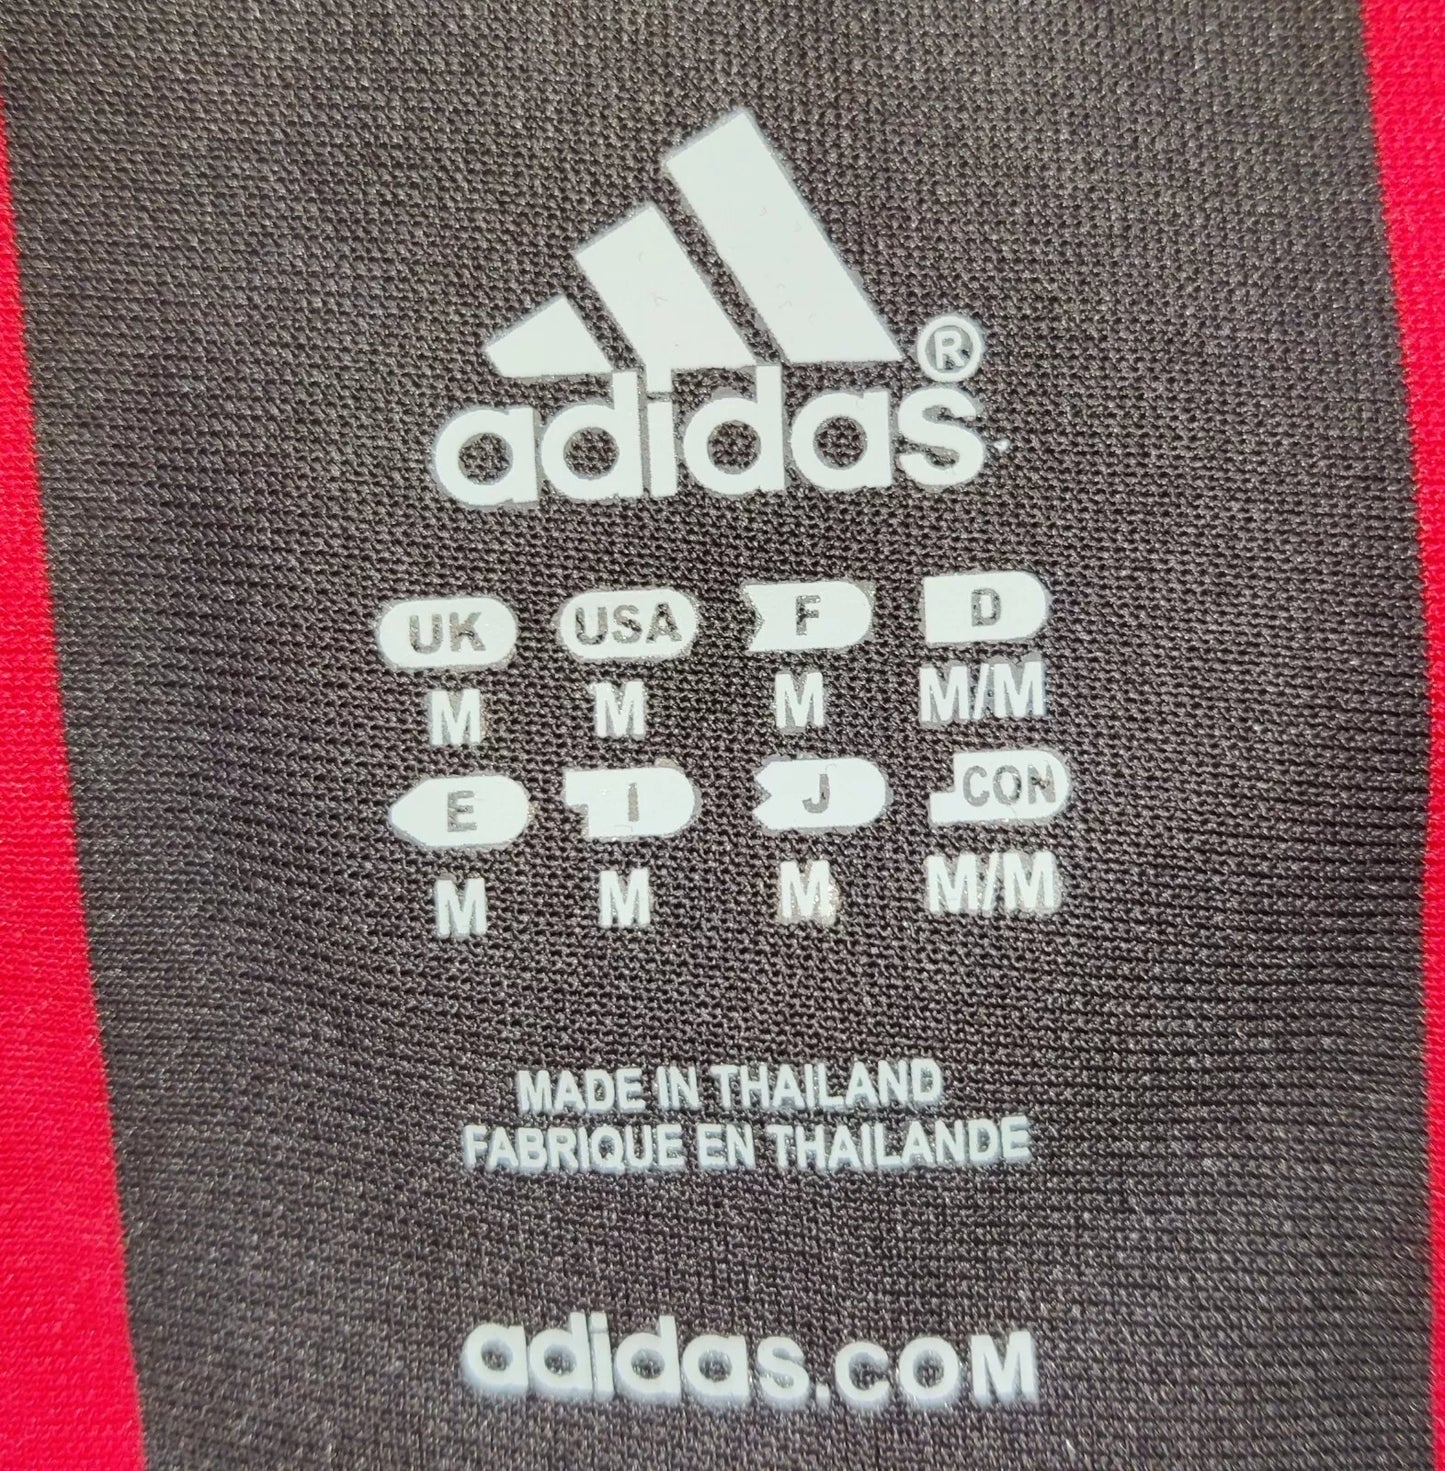 adidas®
UK USA F D
M M M M/M
E I J CON
M M M M/M
MADE IN THAILAND
FABRIQUE EN THAILANDE
adidas.COM